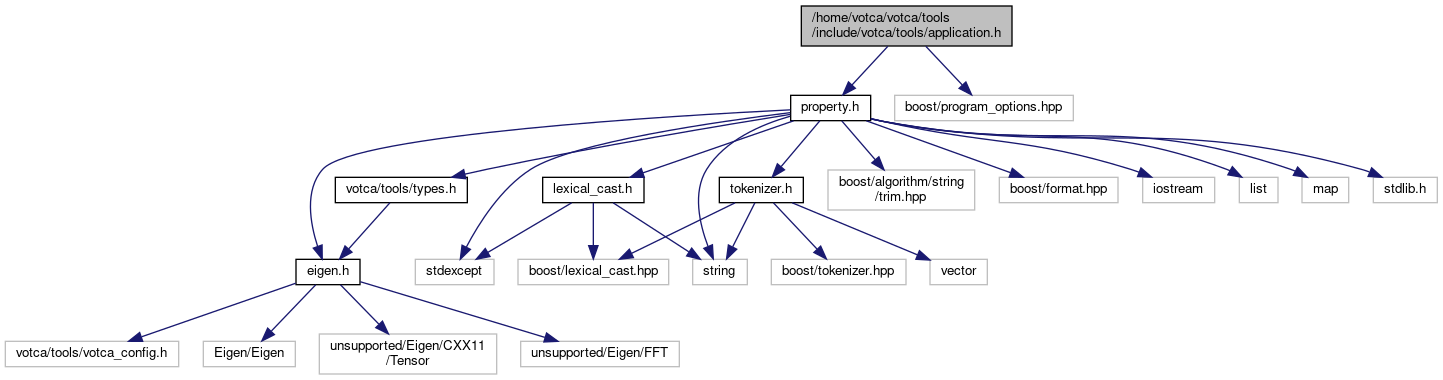 /home/votca/votca/tools
/include/votca/tools/application.h
property.h
boost/program_options.hpp
votca/tools/types.h
lexical_cast.h
tokenizer.h
boost/algorithm/string
/trim.hpp
boost/format.hpp
iostream
list
map
stdlib.h
eigen.h
stdexcept
boost/lexical_cast.hpp
string
boost/tokenizer.hpp
vector
votca/tools/votca_config.h
Eigen/Eigen
unsupported/Eigen/CXX11
/Tensor
unsupported/Eigen/FFT